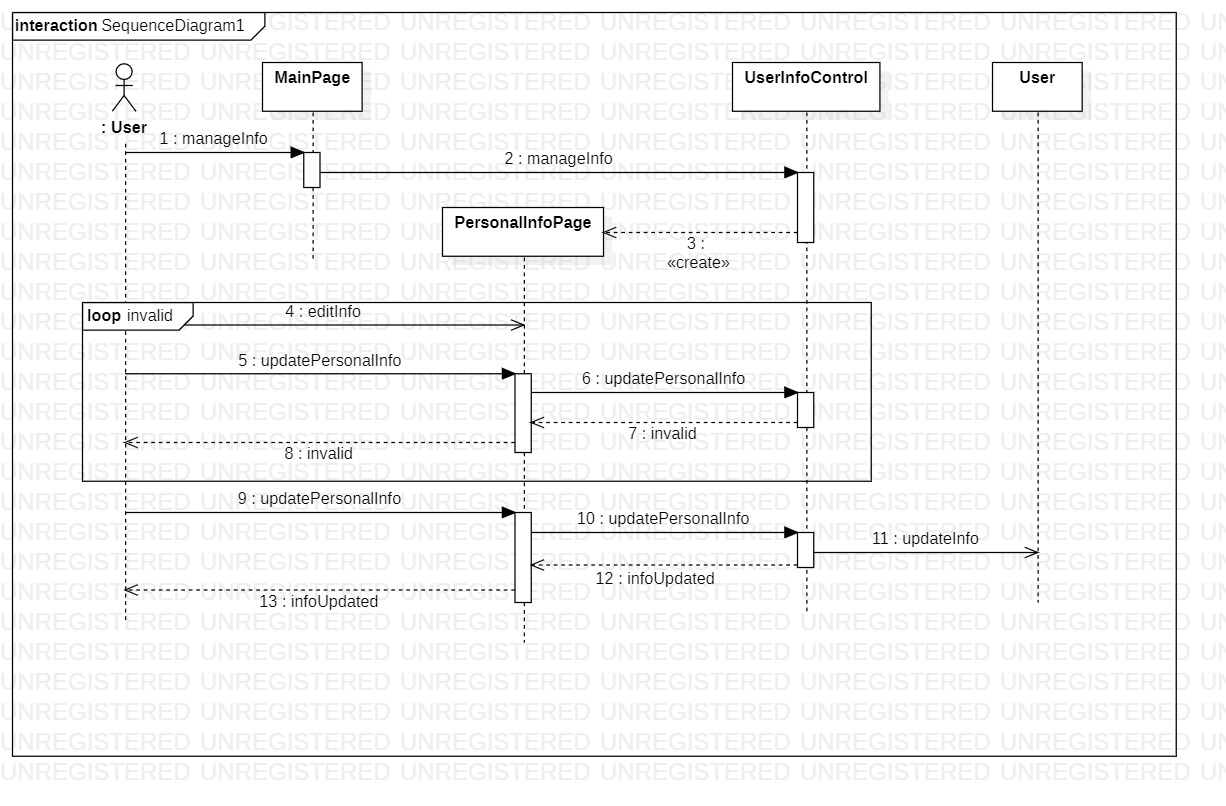 interaction SequenceDiagram1
MainPage
UserInfoControl
User
: User
1 : manageInfo
2 : manageInfo
PersonalInfoPage
3 :
«create»
loop invalid
4 : editInfo
5 : updatePersonalInfo
6 : updatePersonalInfo
7 : invalid
8 : invalid
9 : updatePersonalInfo
10 : updatePersonalInfo
11 : updateInfo
12 : infoUpdated
13 : infoUpdated
UNREGISTERED